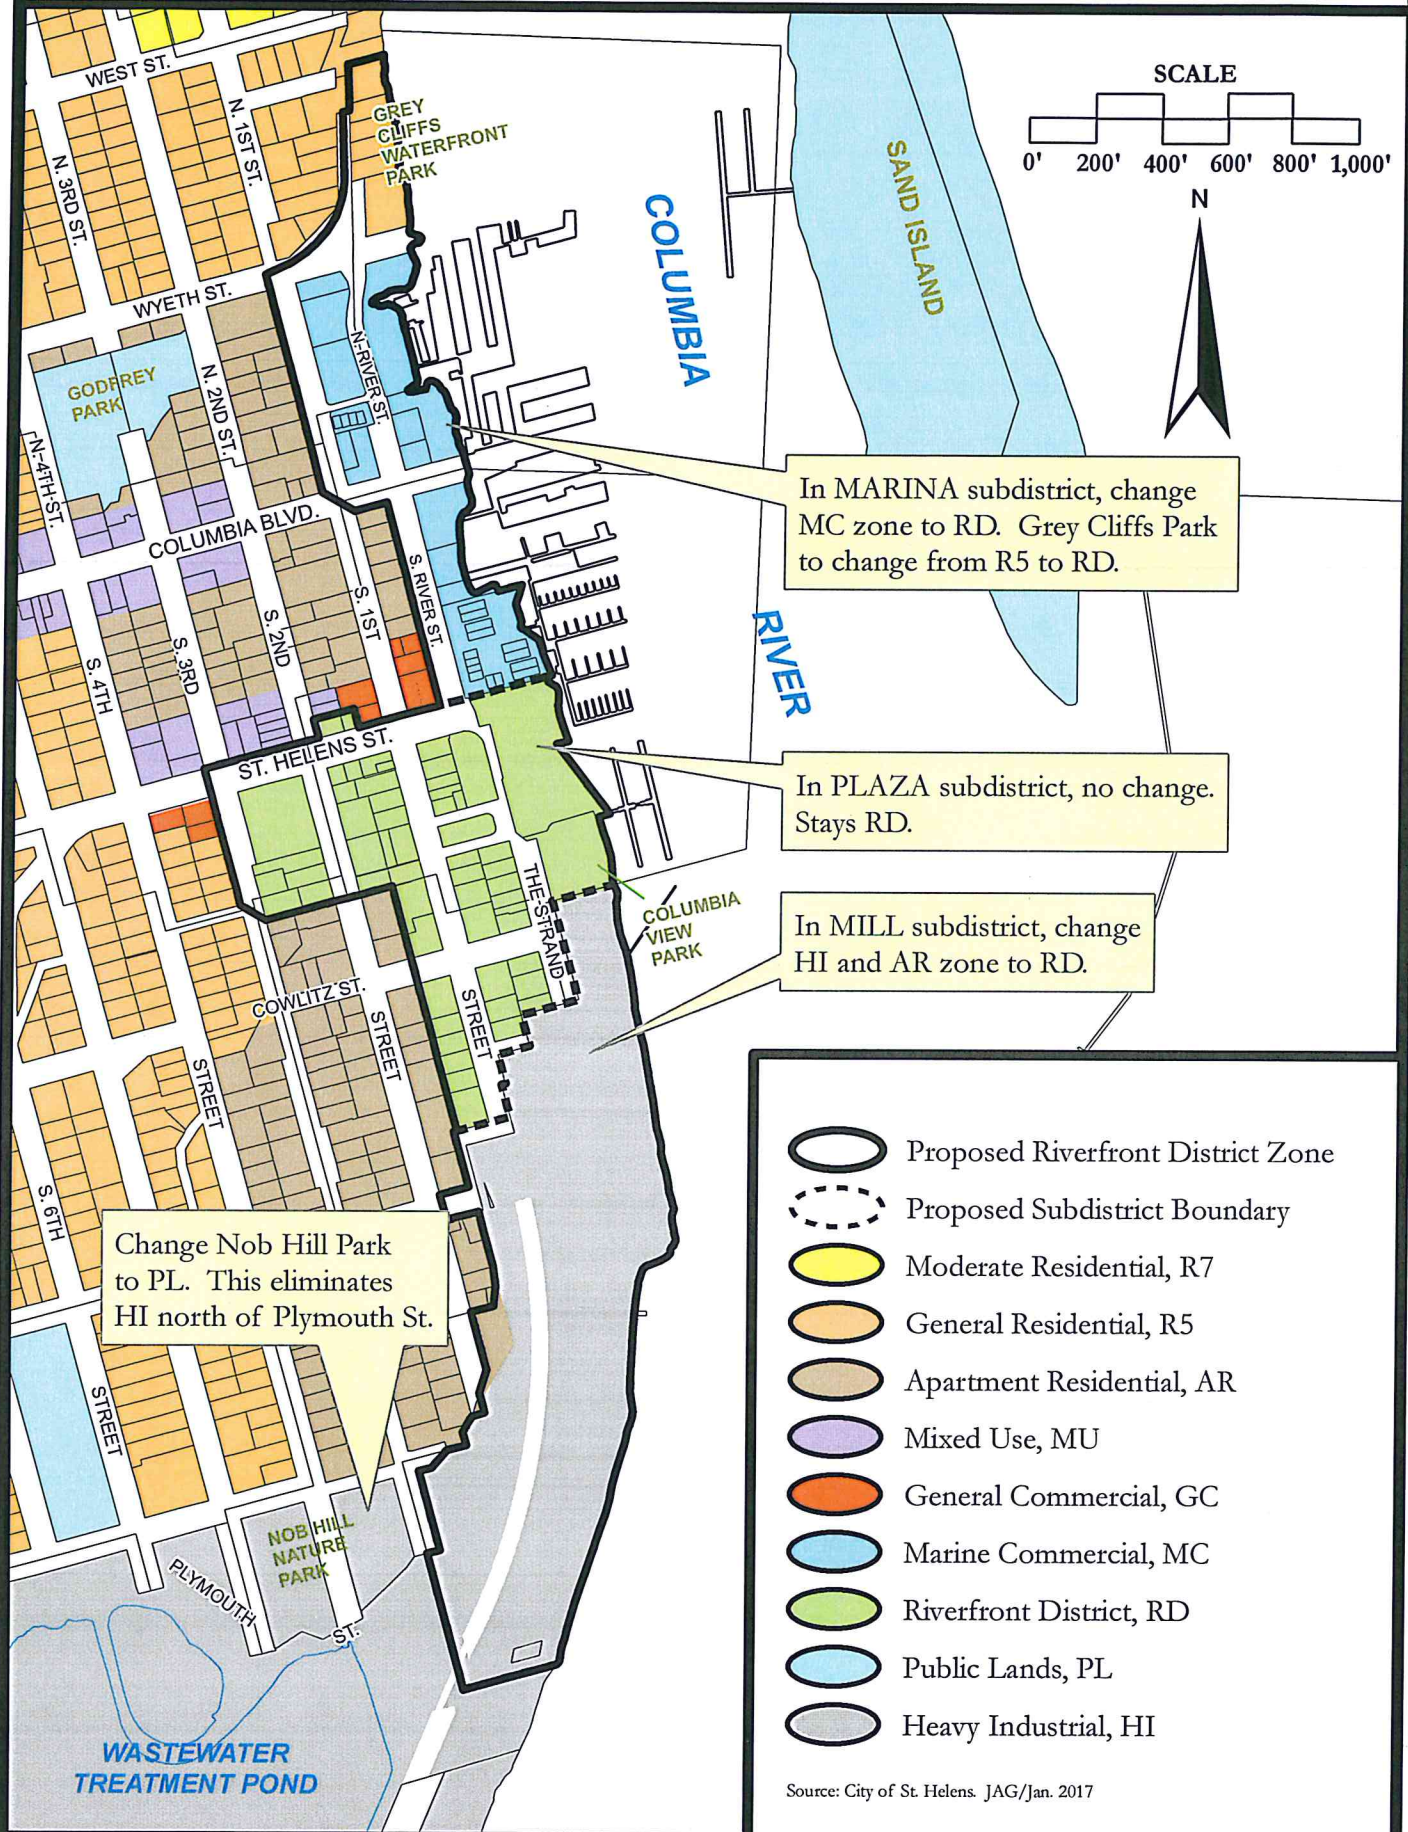 WEST ST.
N. 1ST ST.
N. 3RD ST.
GREY
CLIFFS
WATERFRONT
PARK
SCALE
0' 200' 400' 600' 800' 1,000'
N
SAND ISLAND
COLUMBIA
WYETH ST.
N. RIVER ST.
GODFREY
PARK
N. 2ND ST.
N. 4TH ST.
COLUMBIA BLVD.
In MARINA subdistrict, change
MC zone to RD. Grey Cliffs Park
to change from R5 to RD.
S. RIVER ST.
S. 1ST
S. 2ND
S. 3RD
S. 4TH
RIVER
ST. HELENS ST.
In PLAZA subdistrict, no change.
Stays RD.
THE STRAND
COLUMBIA
VIEW
PARK
In MILL subdistrict, change
HI and AR zone to RD.
COWLITZ ST.
STREET
STREET
STREET
S. 6TH
Change Nob Hill Park
to PL. This eliminates
HI north of Plymouth St.
STREET
NOB HILL
NATURE
PARK
PLYMOUTH
ST.
WASTEWATER
TREATMENT POND
Proposed Riverfront District Zone
Proposed Subdistrict Boundary
Moderate Residential, R7
General Residential, R5
Apartment Residential, AR
Mixed Use, MU
General Commercial, GC
Marine Commercial, MC
Riverfront District, RD
Public Lands, PL
Heavy Industrial, HI
Source: City of St. Helens. JAG/Jan. 2017